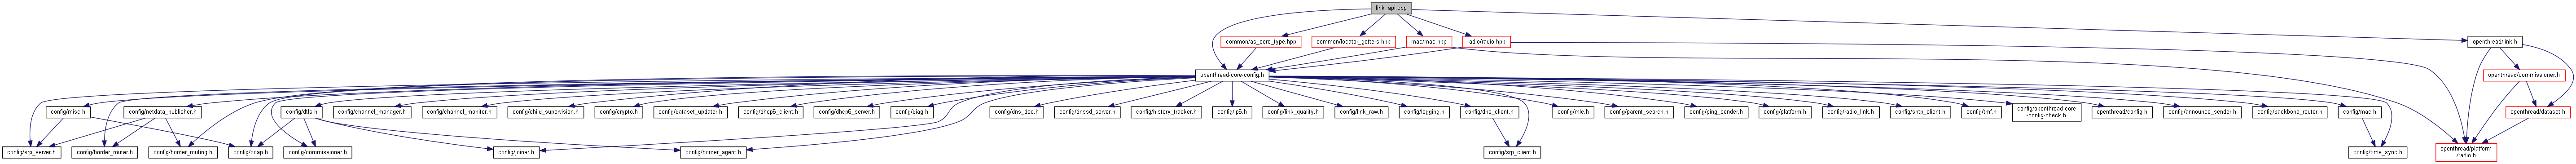 link_api.cpp
common/as_core_type.hpp
common/locator_getters.hpp
mac/mac.hpp
radio/radio.hpp
openthread/link.h
openthread-core-config.h
openthread/commissioner.h
config/misc.h
config/netdata_publisher.h
config/dtls.h
config/channel_manager.h
config/channel_monitor.h
config/child_supervision.h
config/crypto.h
config/dataset_updater.h
config/dhcp6_client.h
config/dhcp6_server.h
config/diag.h
config/dns_dso.h
config/dnssd_server.h
config/history_tracker.h
config/ip6.h
config/link_quality.h
config/link_raw.h
config/logging.h
config/dns_client.h
config/mle.h
config/parent_search.h
config/ping_sender.h
config/platform.h
config/radio_link.h
config/sntp_client.h
config/tmf.h
config/openthread-core
-config-check.h
openthread/config.h
config/announce_sender.h
config/backbone_router.h
config/mac.h
openthread/dataset.h
config/srp_server.h
config/border_router.h
config/border_routing.h
config/coap.h
config/commissioner.h
config/joiner.h
config/border_agent.h
config/srp_client.h
config/time_sync.h
openthread/platform
/radio.h